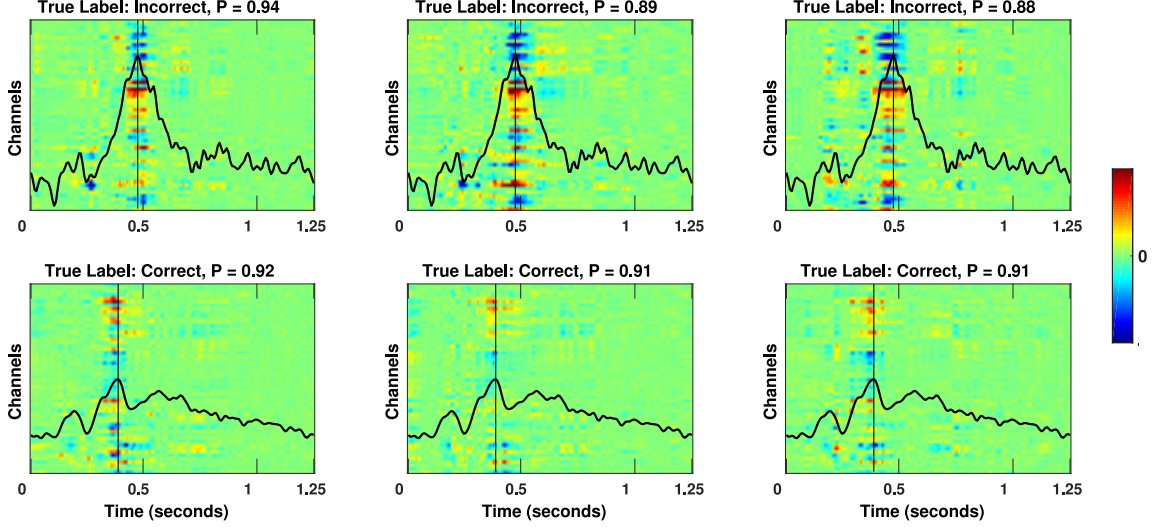 True Label: Incorrect, P = 0.94
True Label: Incorrect, P = 0.89
True Label: Incorrect, P = 0.88
Channels
Channels
Channels
0 0.5 1 1.25
0 0.5 1 1.25
0 0.5 1 1.25
0
True Label: Correct, P = 0.92
True Label: Correct, P = 0.91
True Label: Correct, P = 0.91
Channels
Channels
Channels
0 0.5 1 1.25
0 0.5 1 1.25
0 0.5 1 1.25
Time (seconds)
Time (seconds)
Time (seconds)